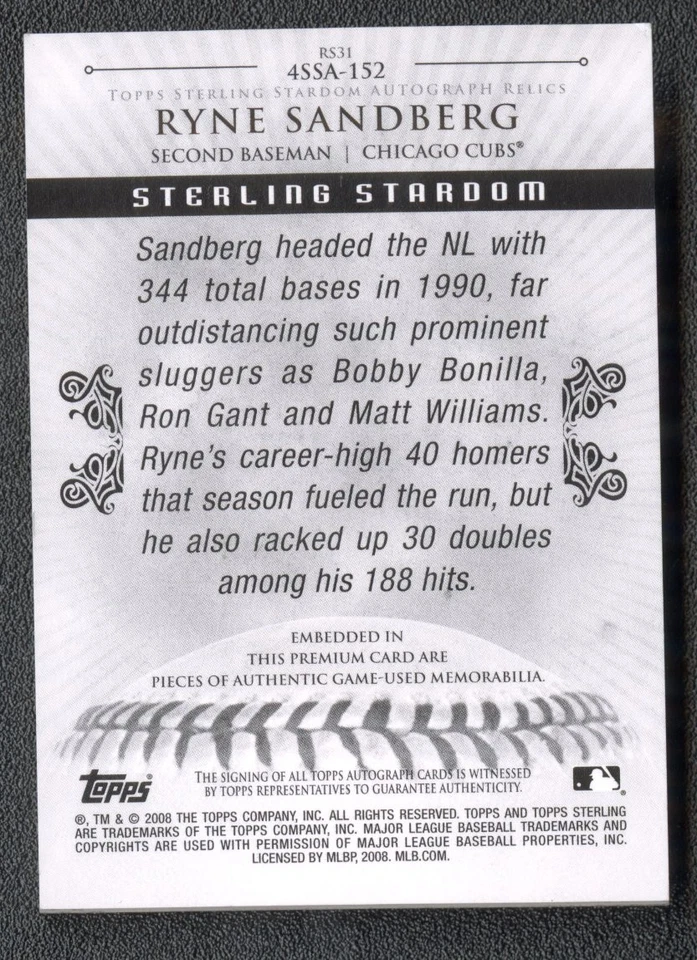 RS31
4SSA-152
TOPPS STERLING STARDOM AUTOGRAPH RELICS
RYNE SANDBERG
SECOND BASEMAN | CHICAGO CUBS®
STERLING STARDOM
Sandberg headed the NL with
344 total bases in 1990, far
outdistancing such prominent
sluggers as Bobby Bonilla,
Ron Gant and Matt Williams.
Ryne's career-high 40 homers
that season fueled the run, but
he also racked up 30 doubles
among his 188 hits.
EMBEDDED IN
THIS PREMIUM CARD ARE
PIECES OF AUTHENTIC GAME-USED MEMORABILIA.
Topps®
THE SIGNING OF ALL TOPPS AUTOGRAPH CARDS IS WITNESSED
BY TOPPS REPRESENTATIVES TO GUARANTEE AUTHENTICITY.
®, TM & © 2008 THE TOPPS COMPANY, INC. ALL RIGHTS RESERVED. TOPPS AND TOPPS STERLING
ARE TRADEMARKS OF THE TOPPS COMPANY, INC. MAJOR LEAGUE BASEBALL TRADEMARKS AND
COPYRIGHTS ARE USED WITH PERMISSION OF MAJOR LEAGUE BASEBALL PROPERTIES, INC.
LICENSED BY MLBP, 2008. MLB.COM.